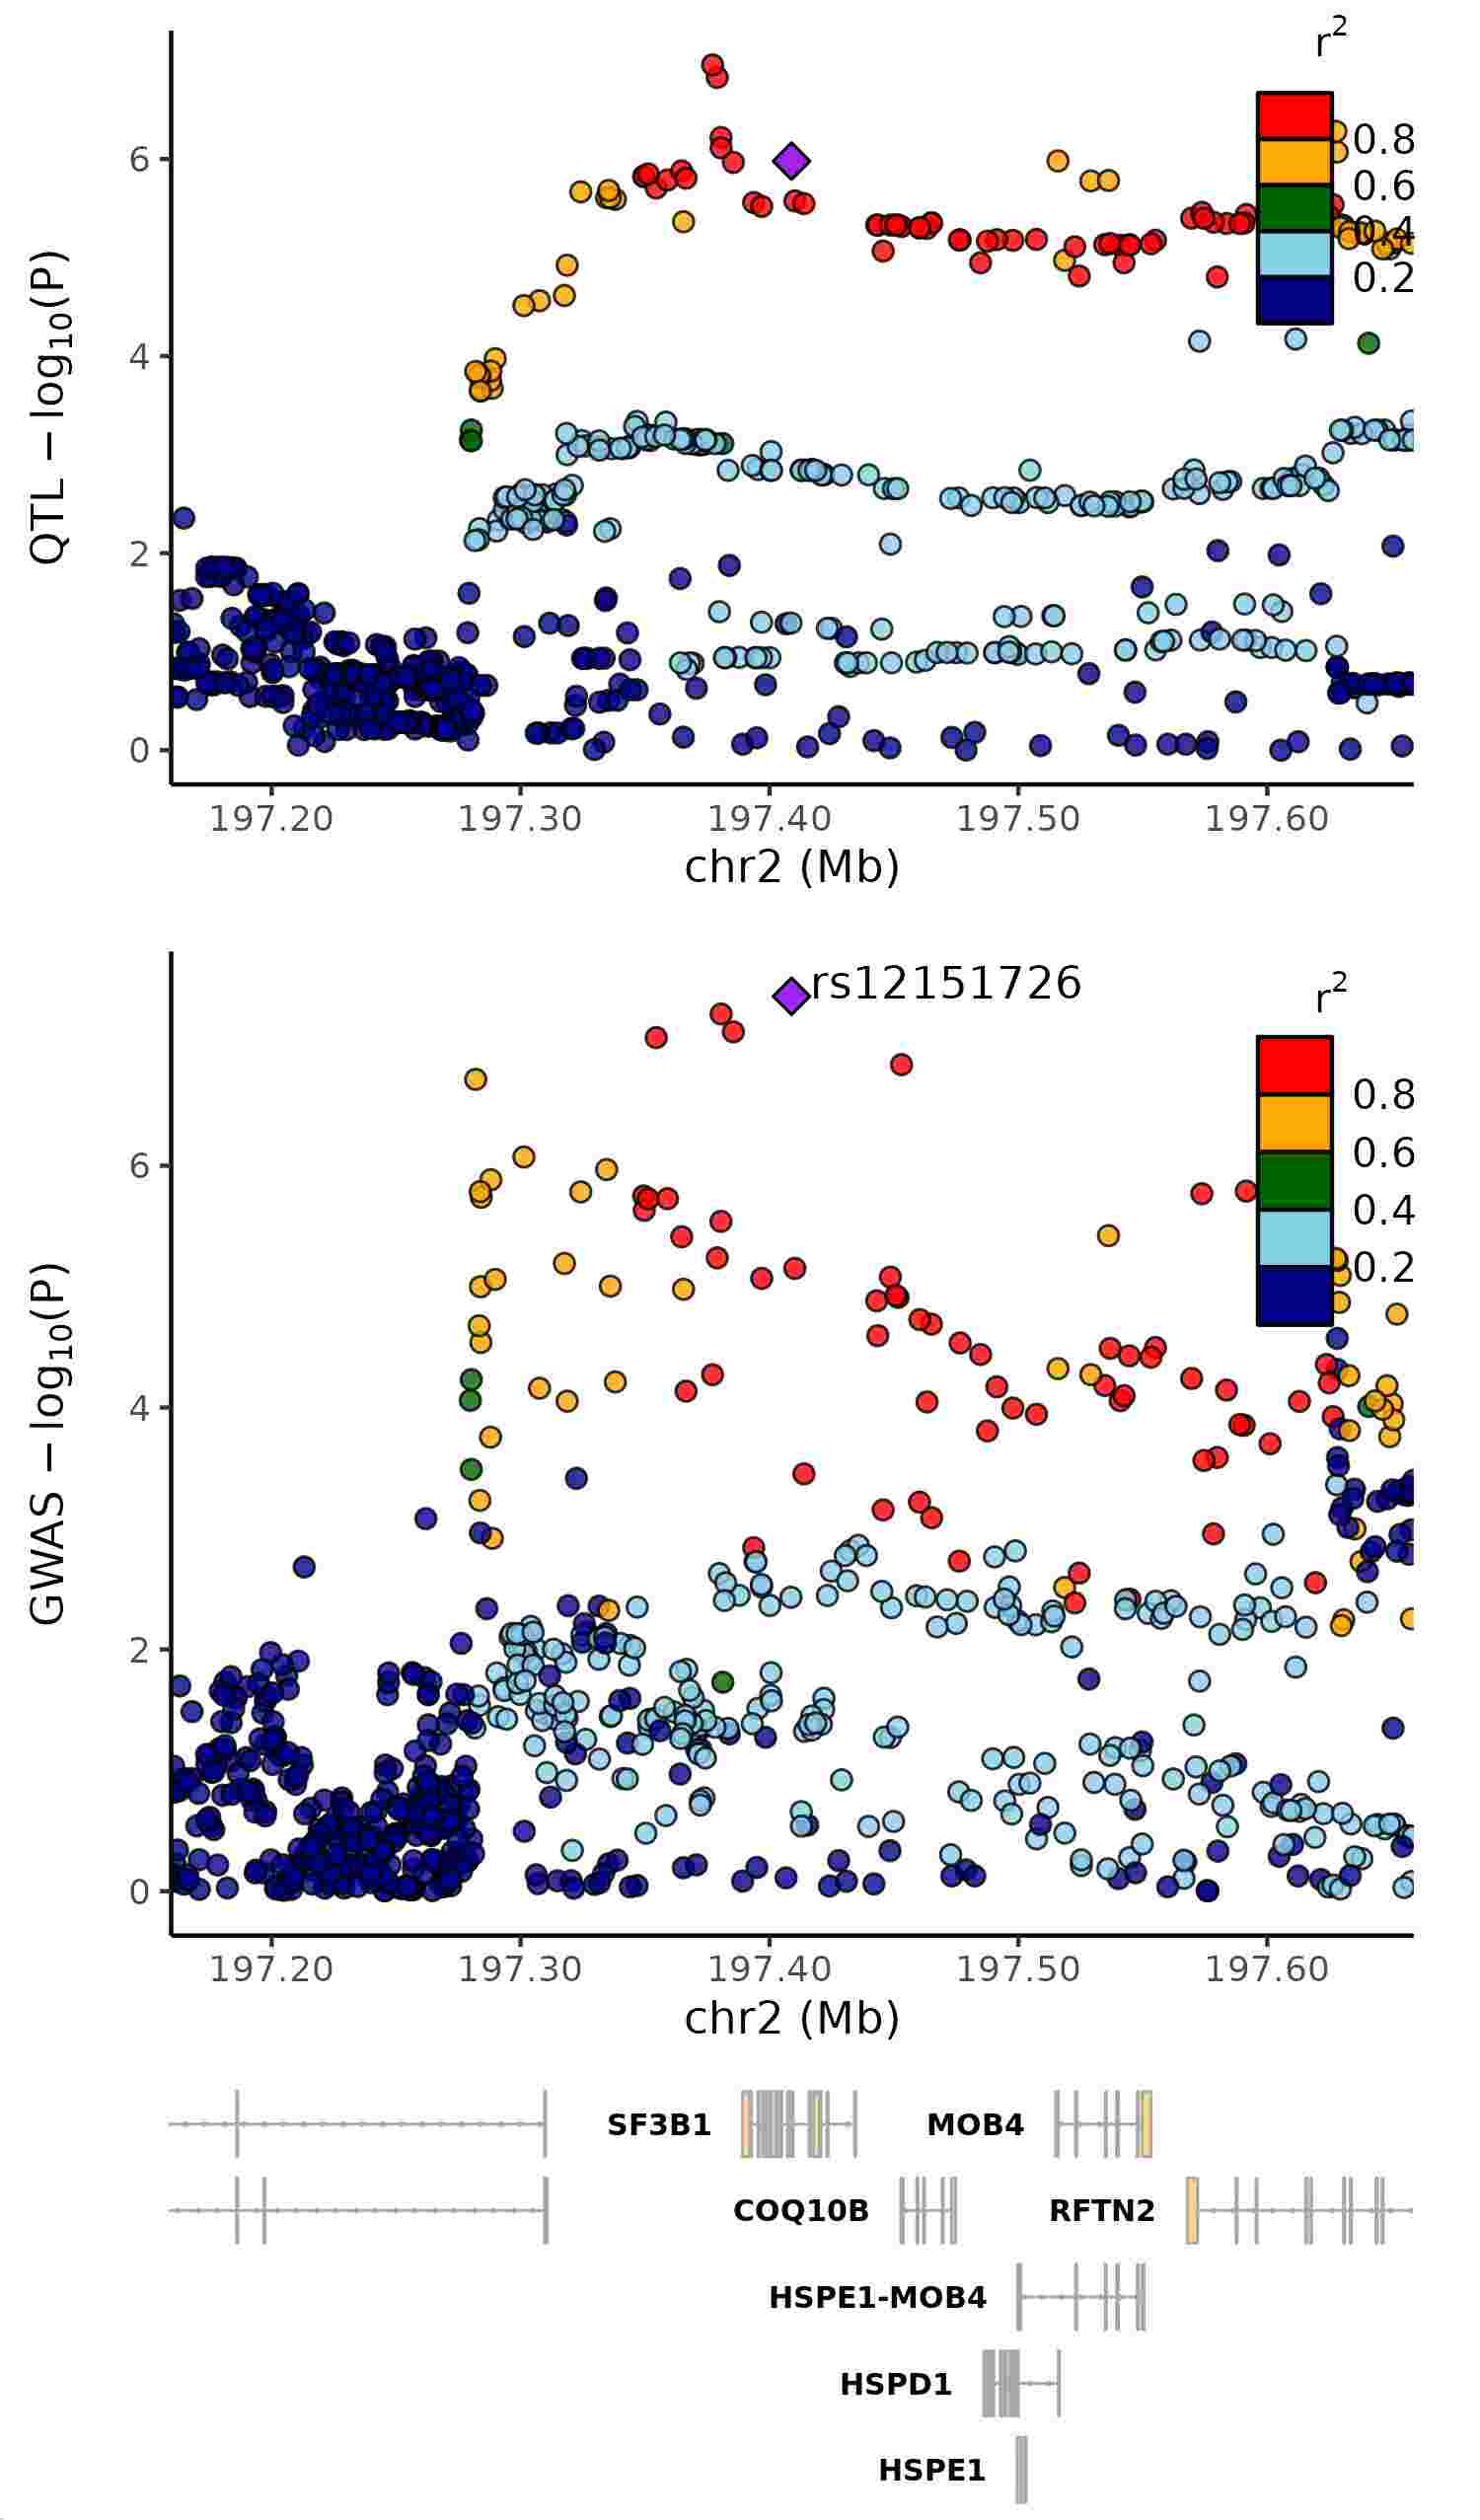 r²
QTL − log₁₀(P)
6
4
2
0
0.8
0.6
0.4
0.2
197.20 197.30 197.40 197.50 197.60
chr2 (Mb)
rs12151726
r²
GWAS − log₁₀(P)
6
4
2
0
0.8
0.6
0.4
0.2
197.20 197.30 197.40 197.50 197.60
chr2 (Mb)
SF3B1 MOB4
COQ10B RFTN2
HSPE1-MOB4
HSPD1
HSPE1